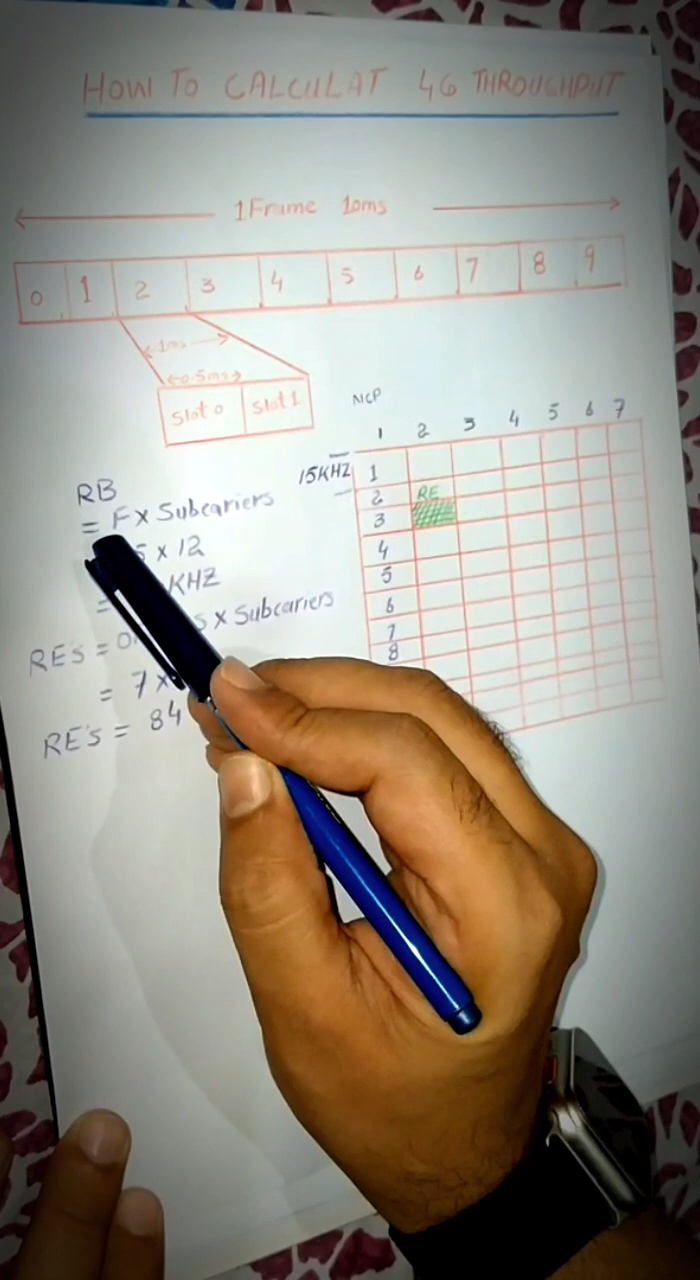 HOW TO CALCULAT 4G THROUGHPUT
1Frame 10ms
0 1 2 3 4 5 6 7 8 9
1ms
0.5ms
Slot 0 Slot 1
NCP
1 2 3 4 5 6 7
15KHZ
1
2 RE
3
4
5
6
7
8
RB
= F x Subcariers
x 12
= KHZ
RE's = x Subcariers
= 7 x
RE's = 84